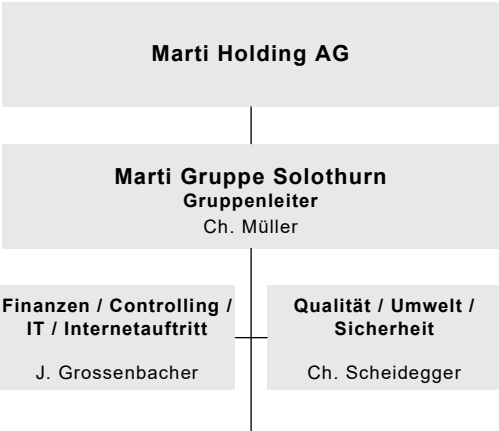 Marti Holding AG
Marti Gruppe Solothurn
Gruppenleiter
Ch. Müller
Finanzen / Controlling /
IT / Internetauftritt
J. Grossenbacher
Qualität / Umwelt /
Sicherheit
Ch. Scheidegger